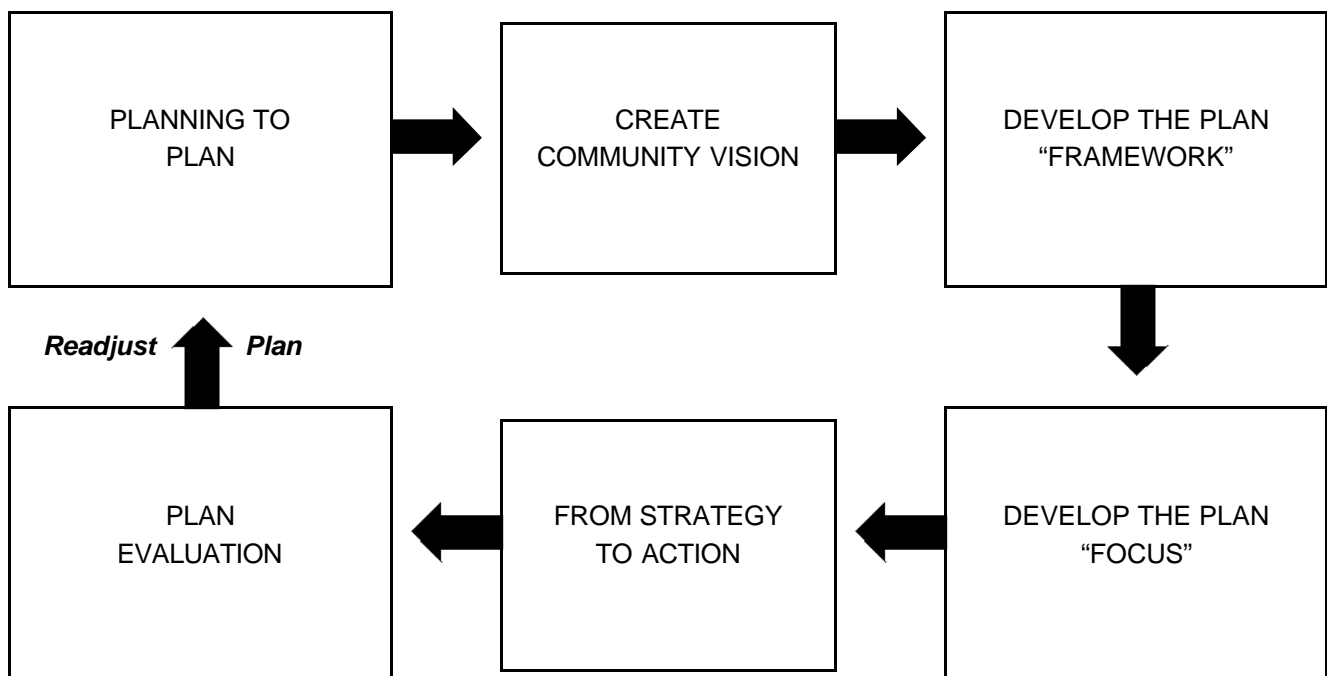 PLANNING TO
PLAN
CREATE
COMMUNITY VISION
DEVELOP THE PLAN
“FRAMEWORK”
Readjust Plan
PLAN
EVALUATION
FROM STRATEGY
TO ACTION
DEVELOP THE PLAN
“FOCUS”